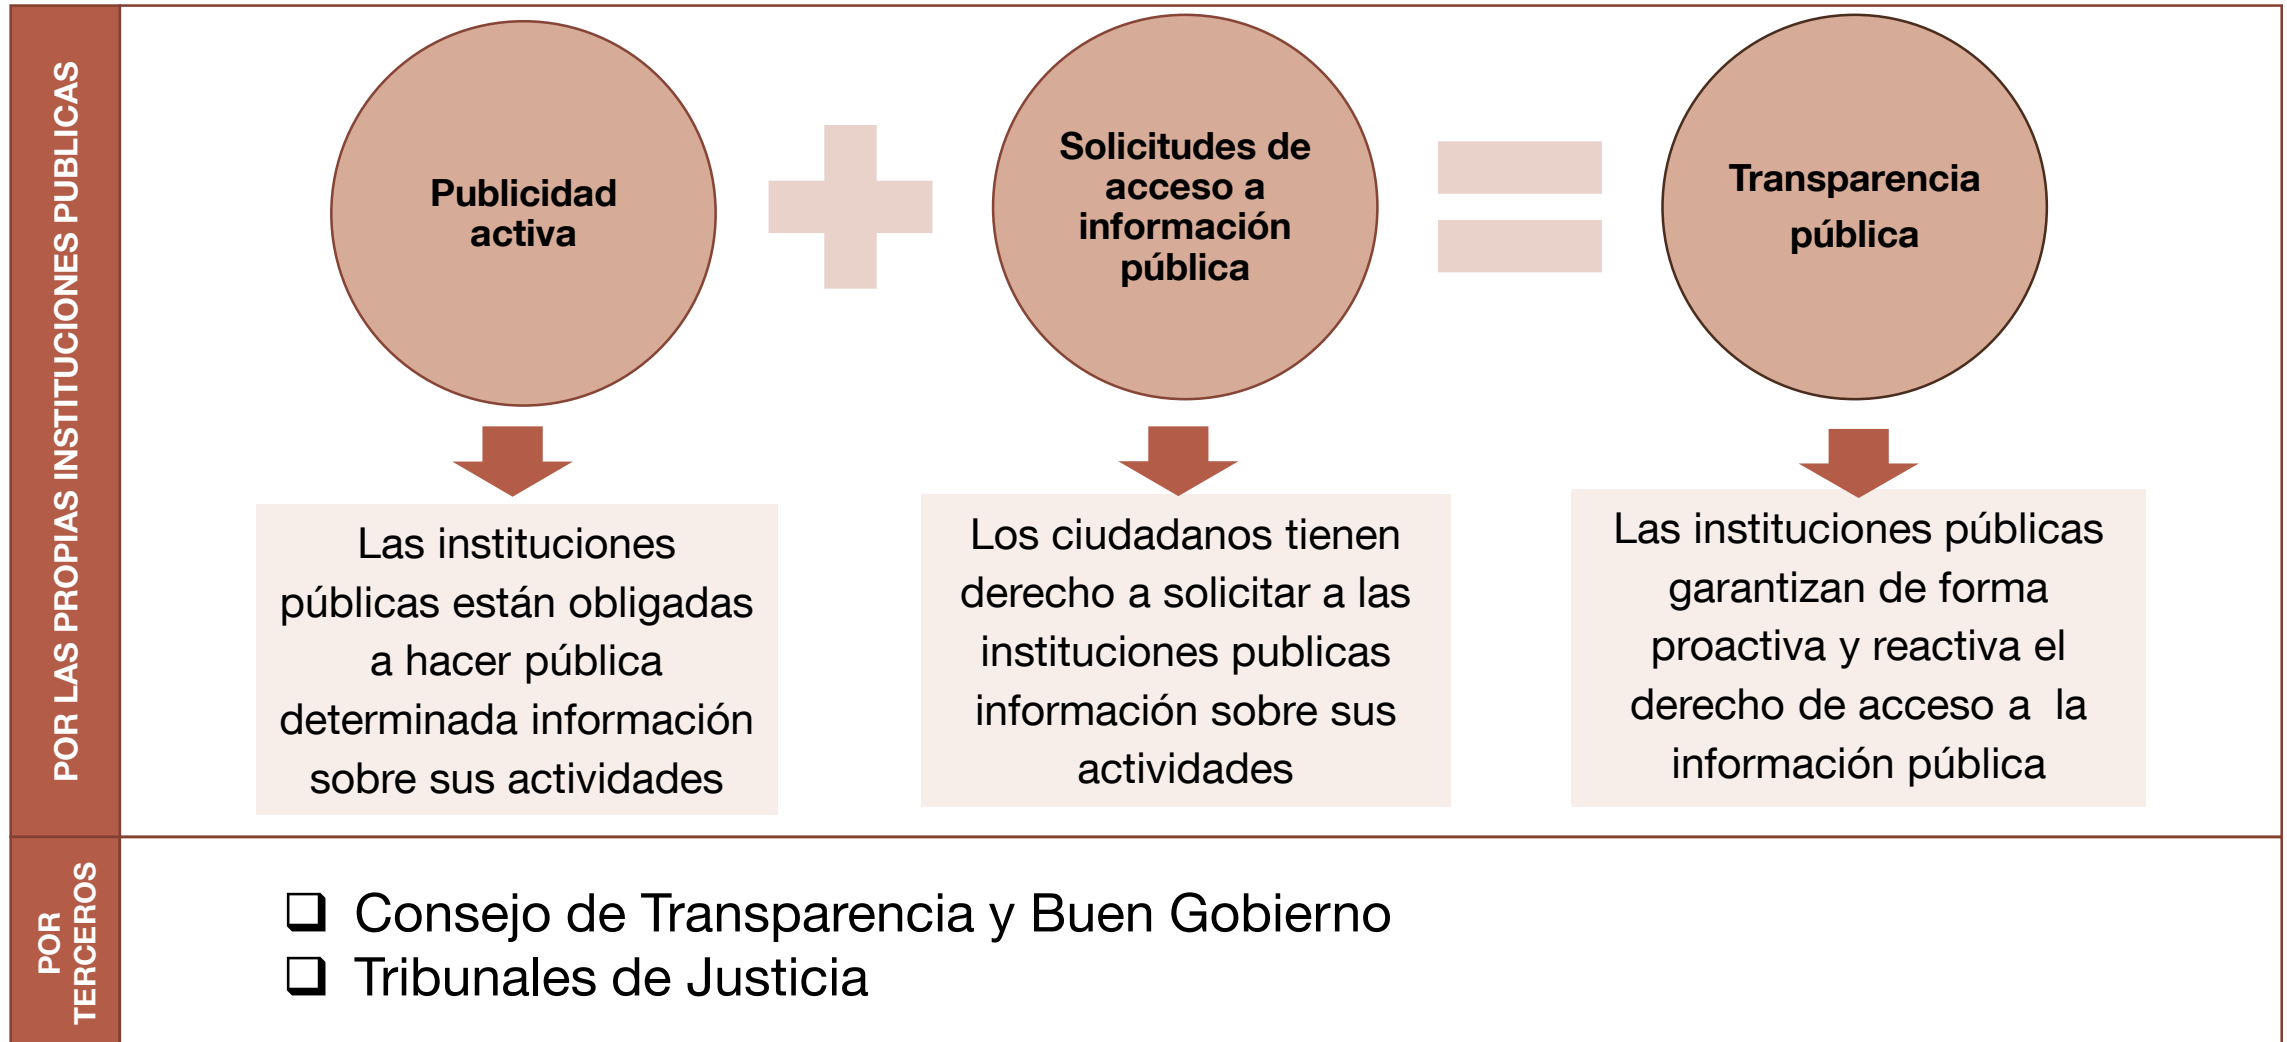 POR LAS PROPIAS INSTITUCIONES PUBLICAS
Publicidad
activa
Solicitudes de
acceso a
información
pública
Transparencia
pública
Las instituciones
públicas están obligadas
a hacer pública
determinada información
sobre sus actividades
Los ciudadanos tienen
derecho a solicitar a las
instituciones publicas
información sobre sus
actividades
Las instituciones públicas
garantizan de forma
proactiva y reactiva el
derecho de acceso a la
información pública
POR
TERCEROS
❑ Consejo de Transparencia y Buen Gobierno
❑ Tribunales de Justicia